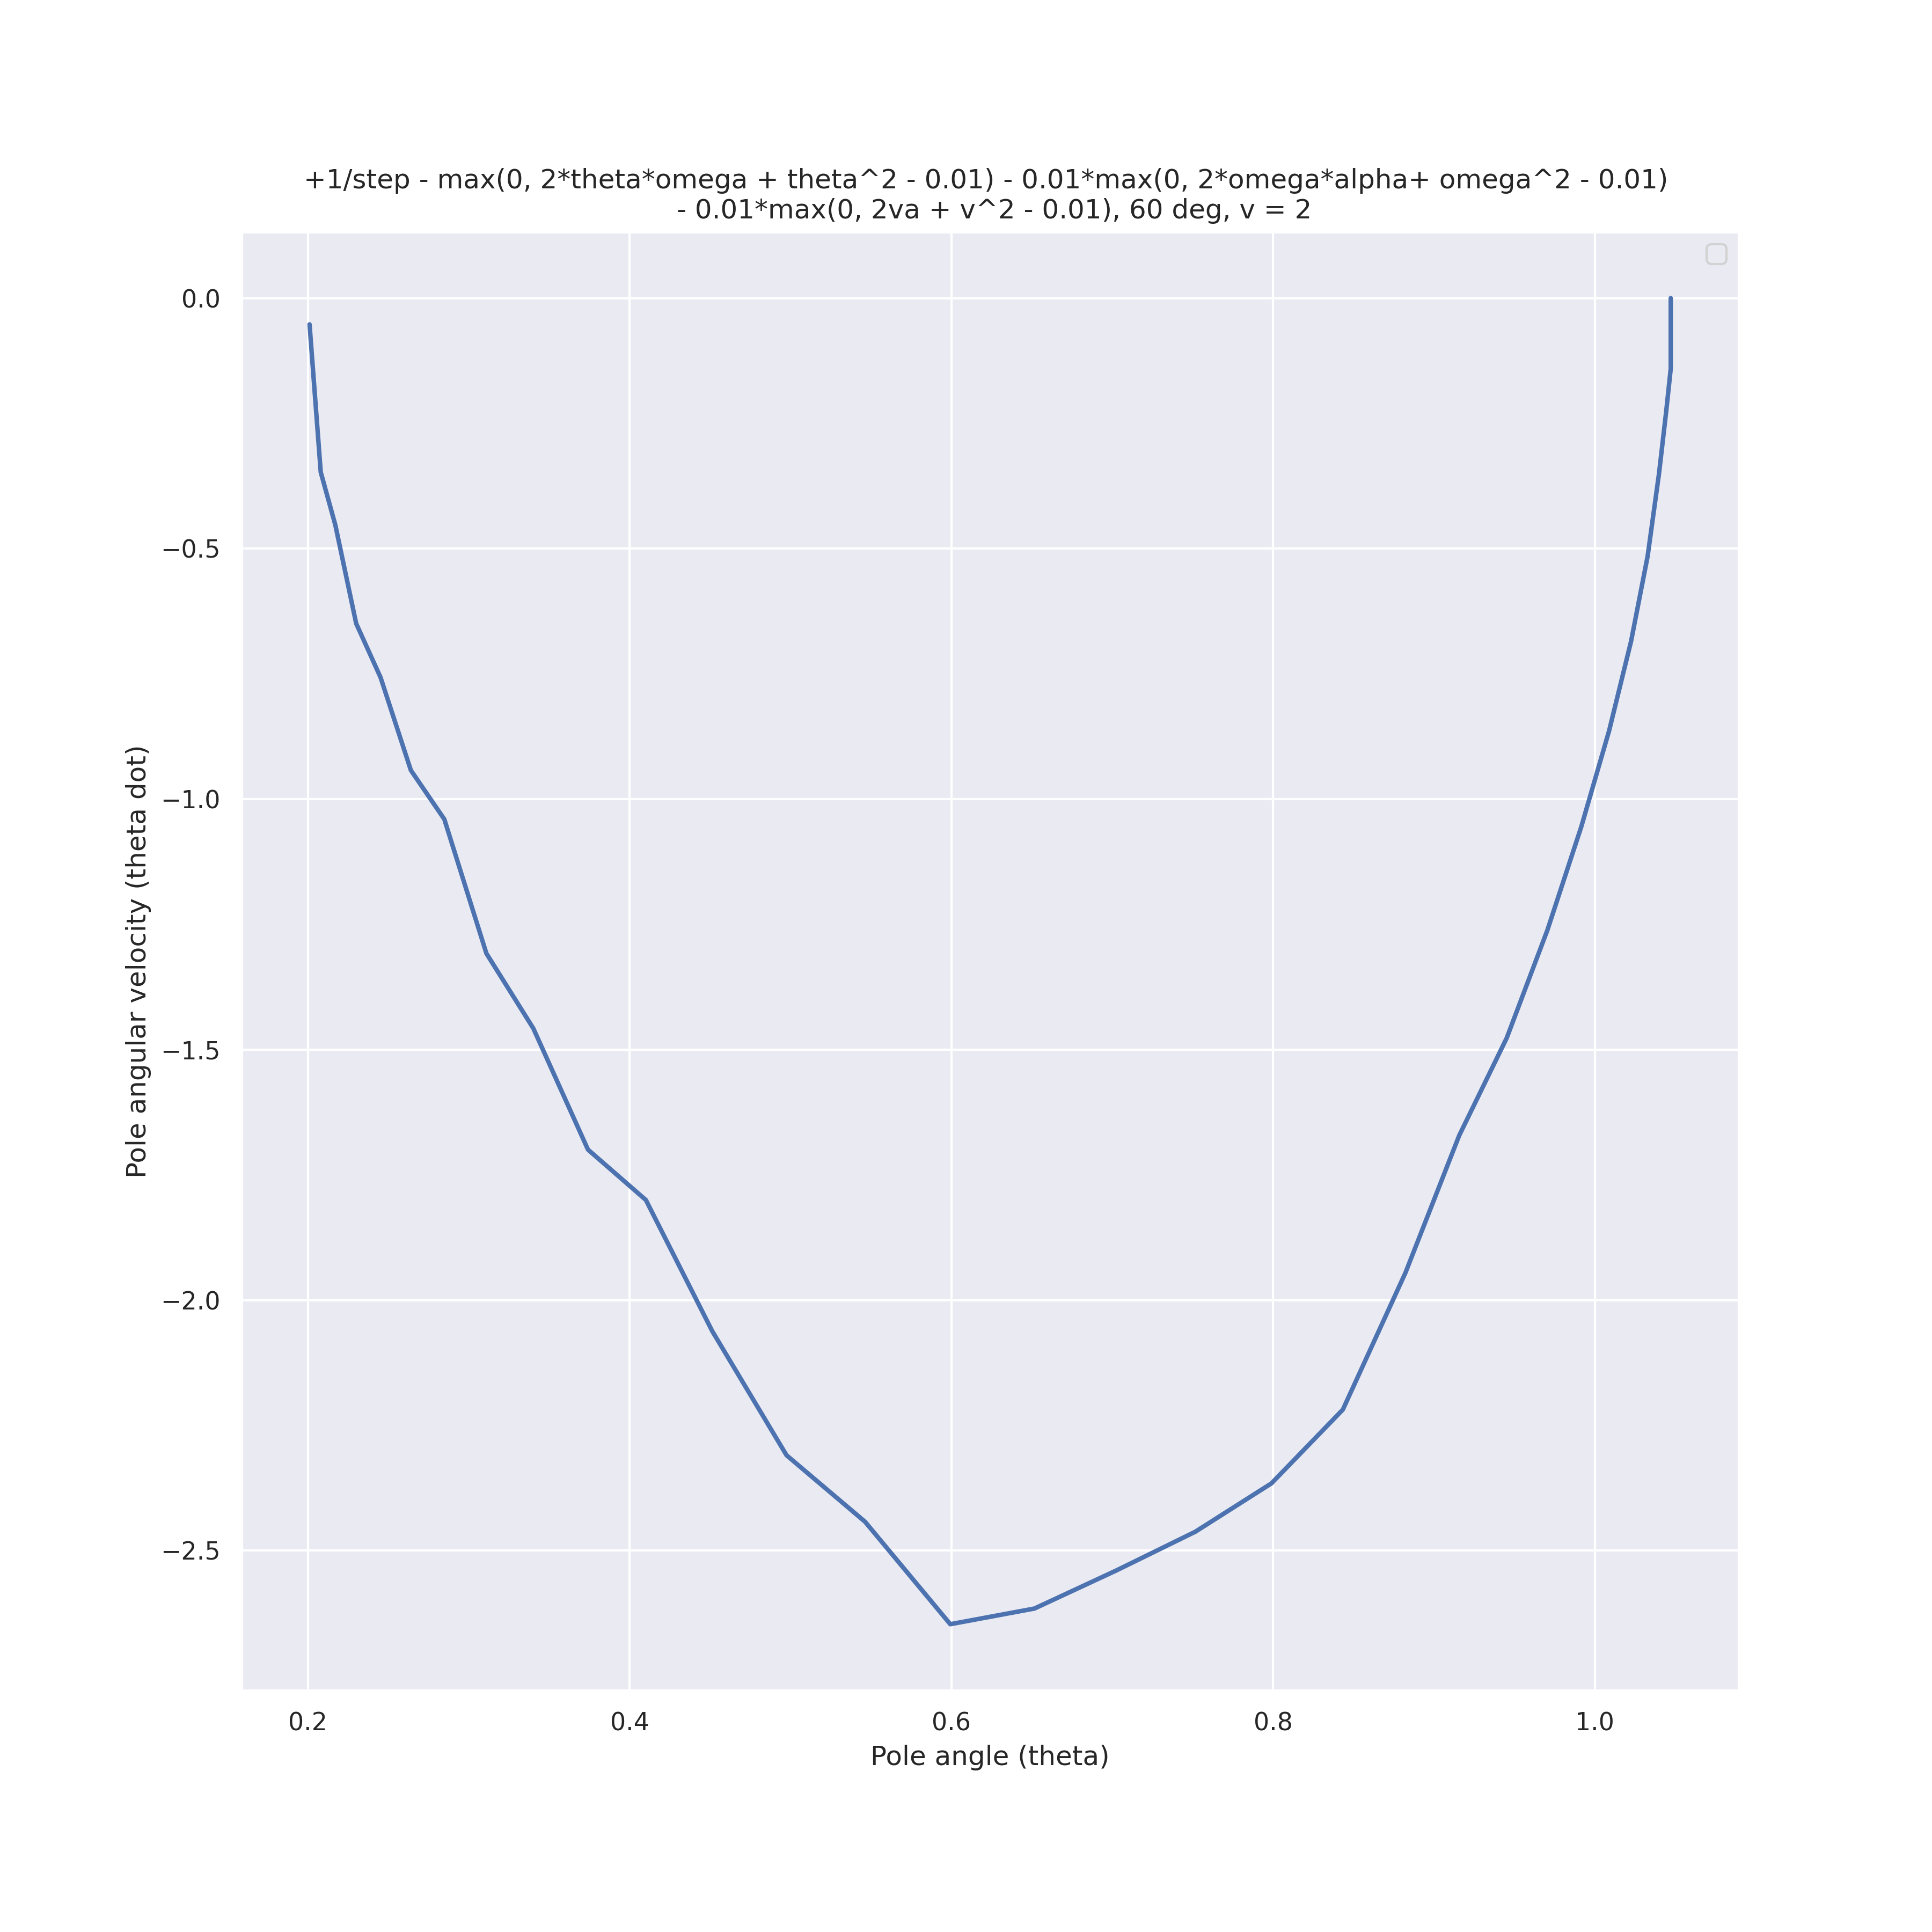 +1/step - max(0, 2*theta*omega + theta^2 - 0.01) - 0.01*max(0, 2*omega*alpha+ omega^2 - 0.01)
- 0.01*max(0, 2va + v^2 - 0.01), 60 deg, v = 2
0.0
−0.5
−1.0
−1.5
−2.0
−2.5
Pole angular velocity (theta dot)
0.2 0.4 0.6 0.8 1.0
Pole angle (theta)